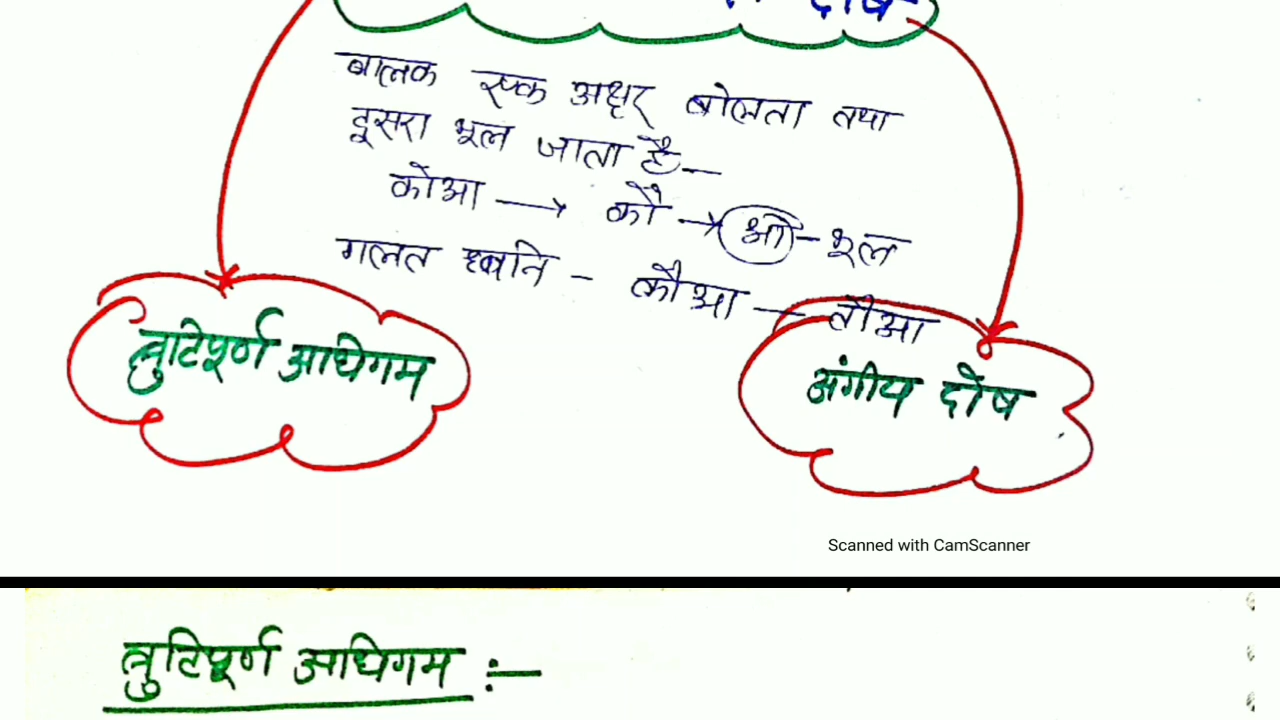 दोष
बालक एक अक्षर बोलता तथा
दूसरा भूल जाता है—
कोआ → कौ → ओ - भूल
गलत ध्वनि - कौआ — तौआ
त्रुटिपूर्ण अधिगम
अंगीय दोष
Scanned with CamScanner
त्रुटिपूर्ण अधिगम :—